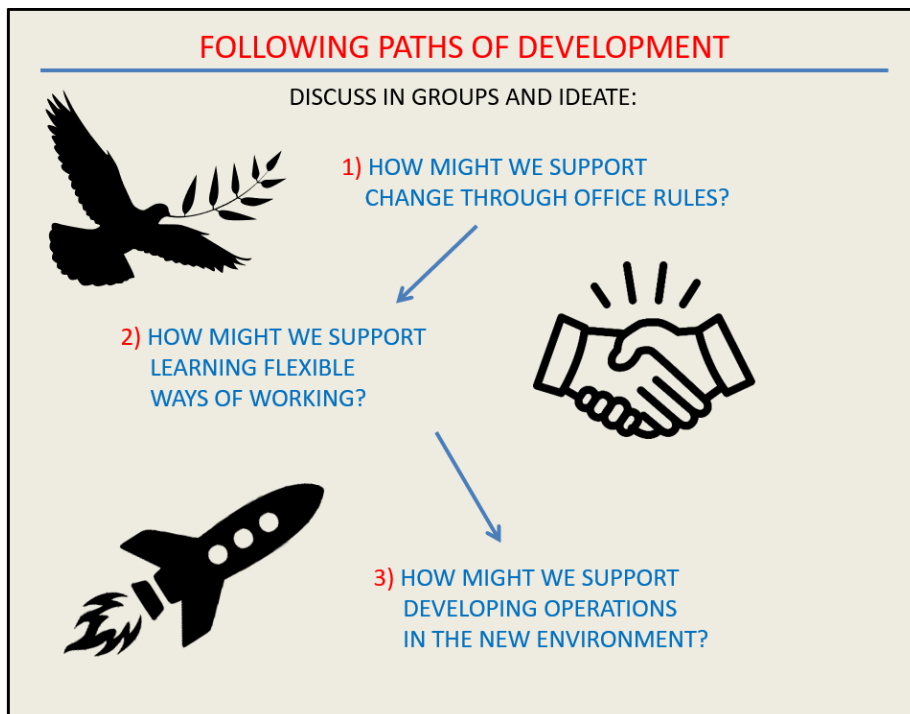 FOLLOWING PATHS OF DEVELOPMENT
DISCUSS IN GROUPS AND IDEATE:
1) HOW MIGHT WE SUPPORT
CHANGE THROUGH OFFICE RULES?
2) HOW MIGHT WE SUPPORT
LEARNING FLEXIBLE
WAYS OF WORKING?
3) HOW MIGHT WE SUPPORT
DEVELOPING OPERATIONS
IN THE NEW ENVIRONMENT?